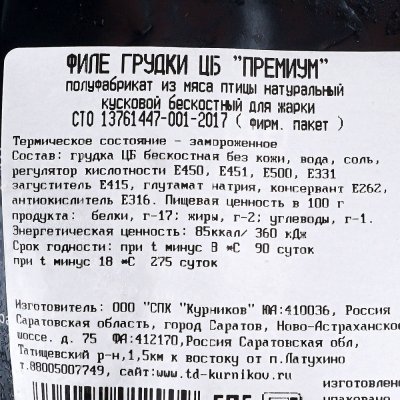 ФИЛЕ ГРУДКИ ЦБ "ПРЕМИУМ"
полуфабрикат из мяса птицы натуральный
кусковой бескостный для жарки
СТО 13761447-001-2017 ( фирм. пакет )
Термическое состояние - замороженное
Состав: грудка ЦБ бескостная без кожи, вода, соль,
регулятор кислотности Е450, Е451, Е500, Е331
загуститель Е415, глутамат натрия, консервант Е262,
антиокислитель Е316. Пищевая ценность в 100 г
продукта: белки, г-17; жиры, г-2; углеводы, г-1.
Энергетическая ценность: 85ккал/ 360 кДж
Срок годности: при t минус 8 *С 90 суток
при t минус 18 *С 275 суток
Изготовитель: ООО "СПК "Курников" ЮА:410036, Россия
Саратовская область, город Саратов, Ново-Астраханское
шоссе. д. 75 ФА:412170,Россия Саратовская обл,
Татищевский р-н,1,5км к востоку от п.Латухино
т.88005007749, сайт:www.td-kurnikov.ru
изготовлено
упаковано